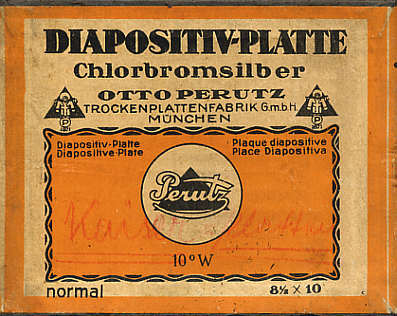 DIAPOSITIV-PLATTE
Chlorbromsilber
OTTO PERUTZ
TROCKENPLATTENFABRIK G.m.b.H.
MÜNCHEN
P
P
Diapositiv-Platte
Diapositive-Plate
Plaque diapositive
Place Diapositiva
Perutz
10° W
normal
8½ X 10